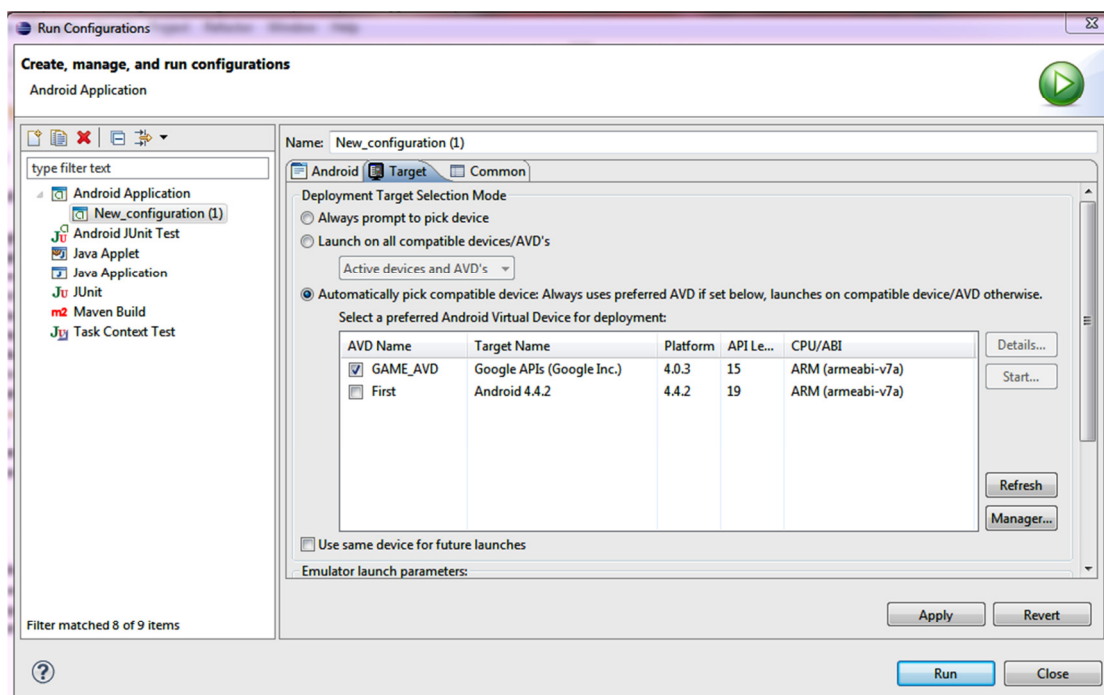 Run Configurations
Create, manage, and run configurations
Android Application
type filter text
Android Application
New_configuration (1)
Android JUnit Test
Java Applet
Java Application
JUnit
Maven Build
Task Context Test
Filter matched 8 of 9 items
Name: New_configuration (1)
Android Target Common
Deployment Target Selection Mode
Always prompt to pick device
Launch on all compatible devices/AVD's
Active devices and AVD's
Automatically pick compatible device: Always uses preferred AVD if set below, launches on compatible device/AVD otherwise.
Select a preferred Android Virtual Device for deployment:
AVD Name Target Name Platform API Le... CPU/ABI
GAME_AVD Google APIs (Google Inc.) 4.0.3 15 ARM (armeabi-v7a)
First Android 4.4.2 4.4.2 19 ARM (armeabi-v7a)
Details...
Start...
Refresh
Manager...
Use same device for future launches
Emulator launch parameters:
Apply Revert
Run Close